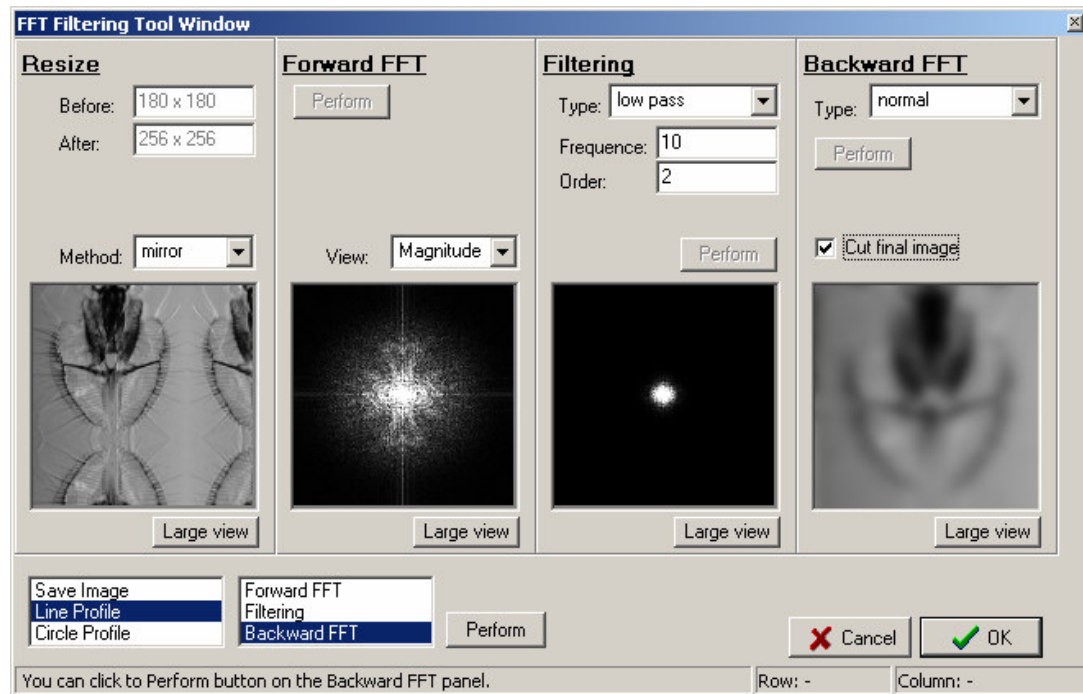 FFT Filtering Tool Window
Resize
Before: 180 x 180
After: 256 x 256
Method: mirror
Large view
Forward FFT
Perform
View: Magnitude
Large view
Filtering
Type: low pass
Frequence: 10
Order: 2
Perform
Large view
Backward FFT
Type: normal
Perform
Cut final image
Large view
Save Image
Line Profile
Circle Profile
Forward FFT
Filtering
Backward FFT
Perform
Cancel
OK
You can click to Perform button on the Backward FFT panel.
Row: -
Column: -